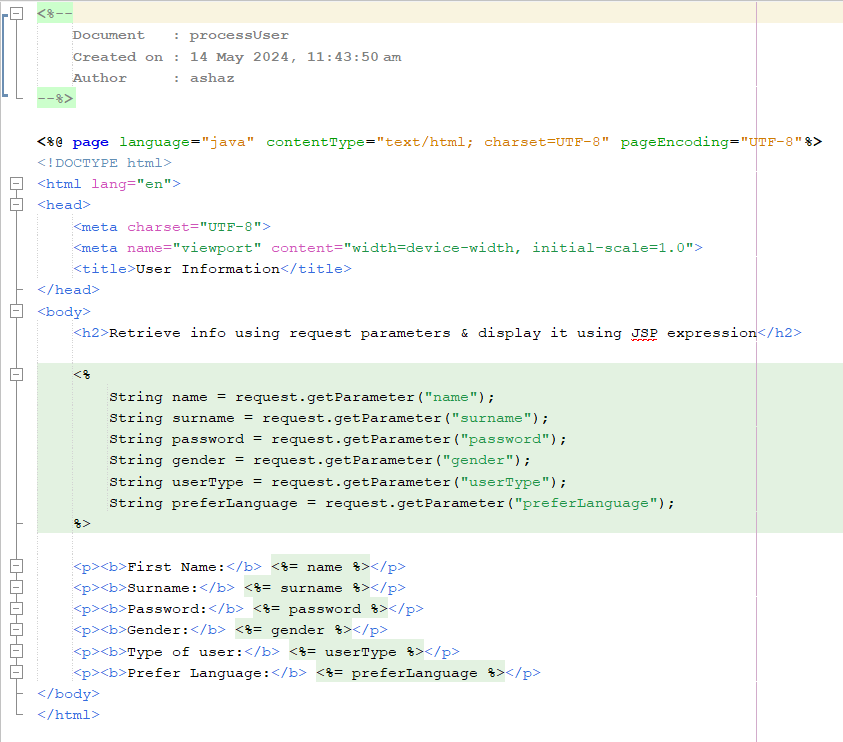 <%--
    Document   : processUser
    Created on : 14 May 2024, 11:43:50 am
    Author     : ashaz
--%>

<%@ page language="java" contentType="text/html; charset=UTF-8" pageEncoding="UTF-8"%>
<!DOCTYPE html>
<html lang="en">
<head>
    <meta charset="UTF-8">
    <meta name="viewport" content="width=device-width, initial-scale=1.0">
    <title>User Information</title>
</head>
<body>
    <h2>Retrieve info using request parameters & display it using JSP expression</h2>

    <%
        String name = request.getParameter("name");
        String surname = request.getParameter("surname");
        String password = request.getParameter("password");
        String gender = request.getParameter("gender");
        String userType = request.getParameter("userType");
        String preferLanguage = request.getParameter("preferLanguage");
    %>

    <p><b>First Name:</b> <%= name %></p>
    <p><b>Surname:</b> <%= surname %></p>
    <p><b>Password:</b> <%= password %></p>
    <p><b>Gender:</b> <%= gender %></p>
    <p><b>Type of user:</b> <%= userType %></p>
    <p><b>Prefer Language:</b> <%= preferLanguage %></p>
</body>
</html>